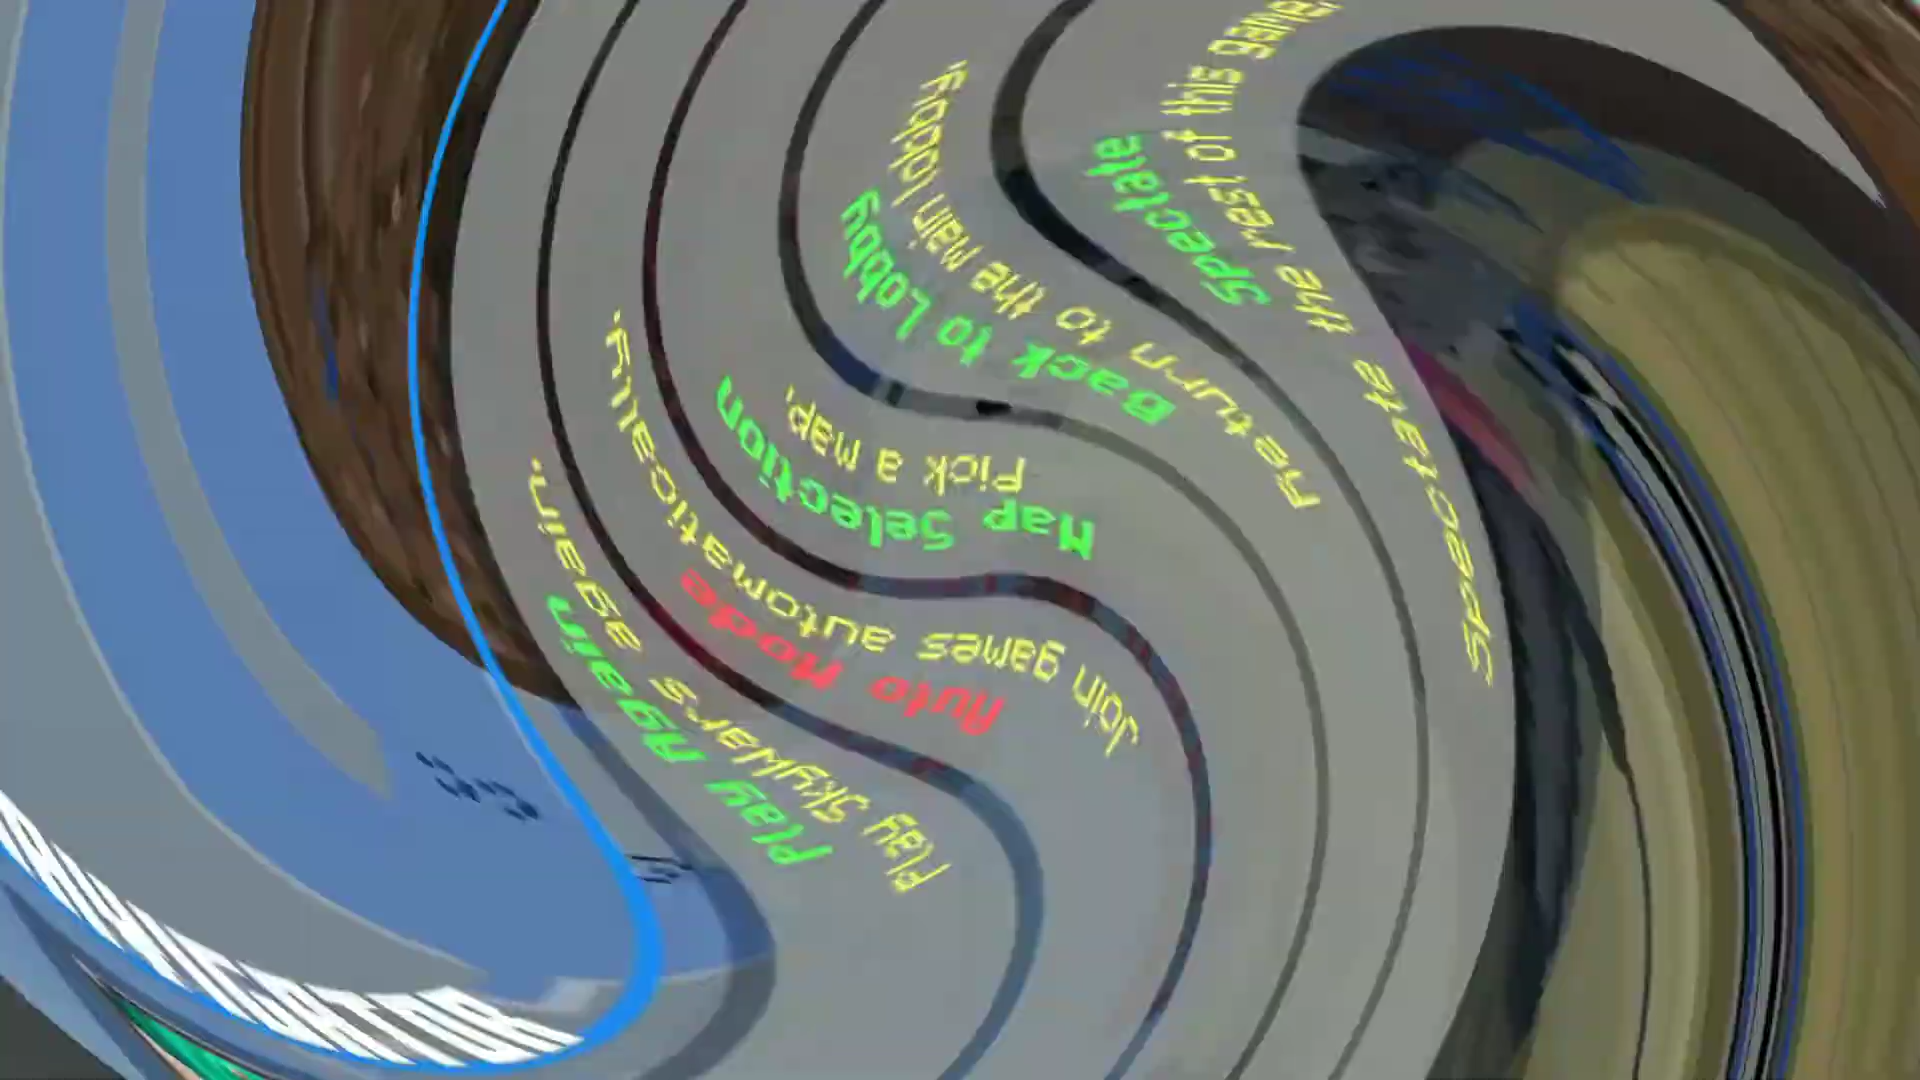 Play Again
Play SkyWars again.
Auto Mode
Join games automatically.
Map Selection
Pick a map.
Back to Lobby
Return to the main lobby.
Spectate
Spectate the rest of this game.